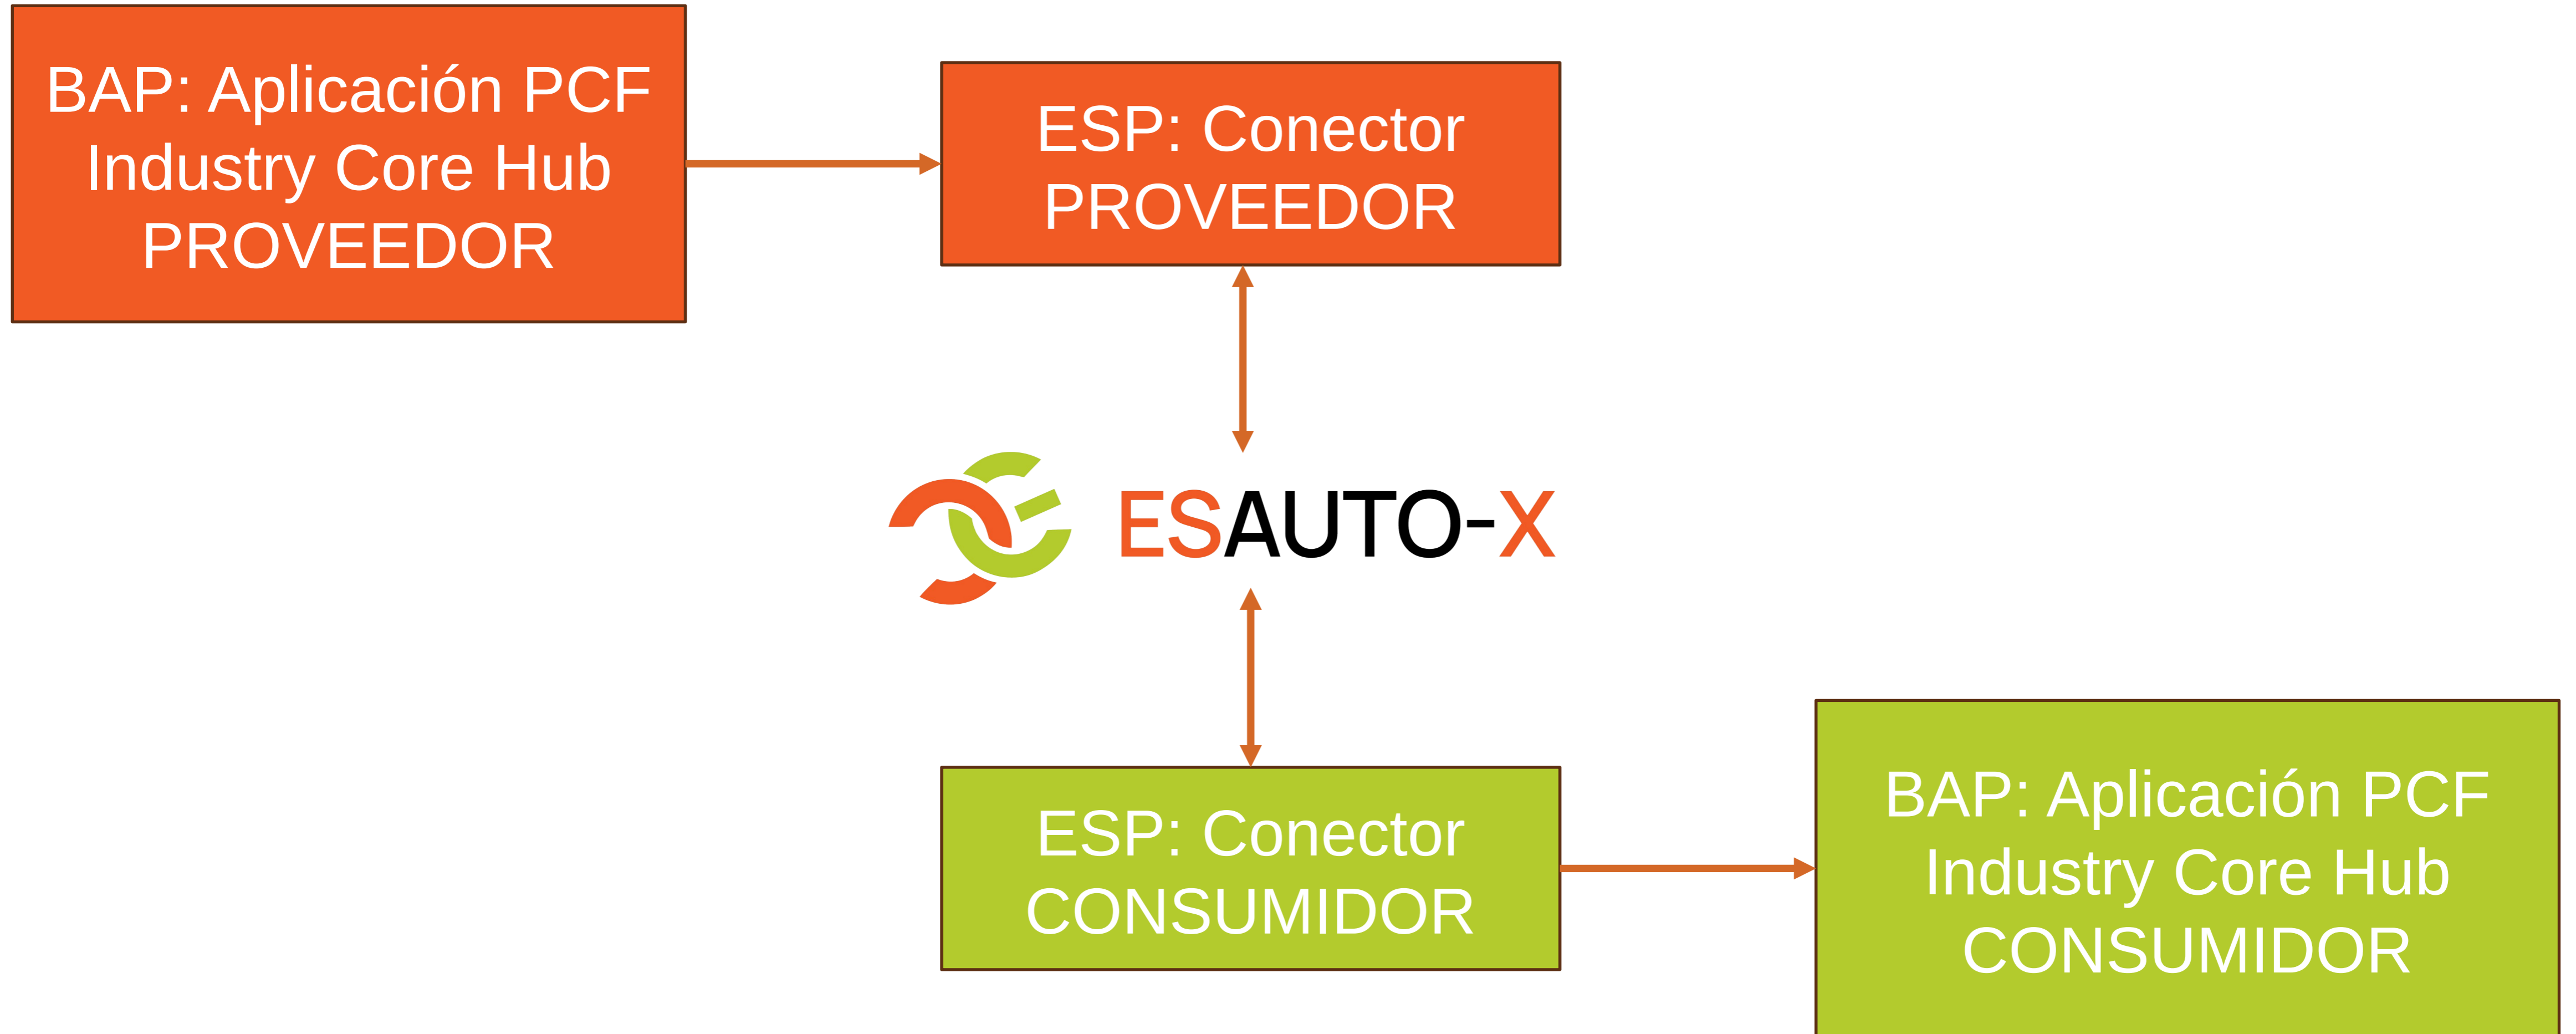 BAP: Aplicación PCF
Industry Core Hub
PROVEEDOR
ESP: Conector
PROVEEDOR
ESAUTO-X
ESP: Conector
CONSUMIDOR
BAP: Aplicación PCF
Industry Core Hub
CONSUMIDOR